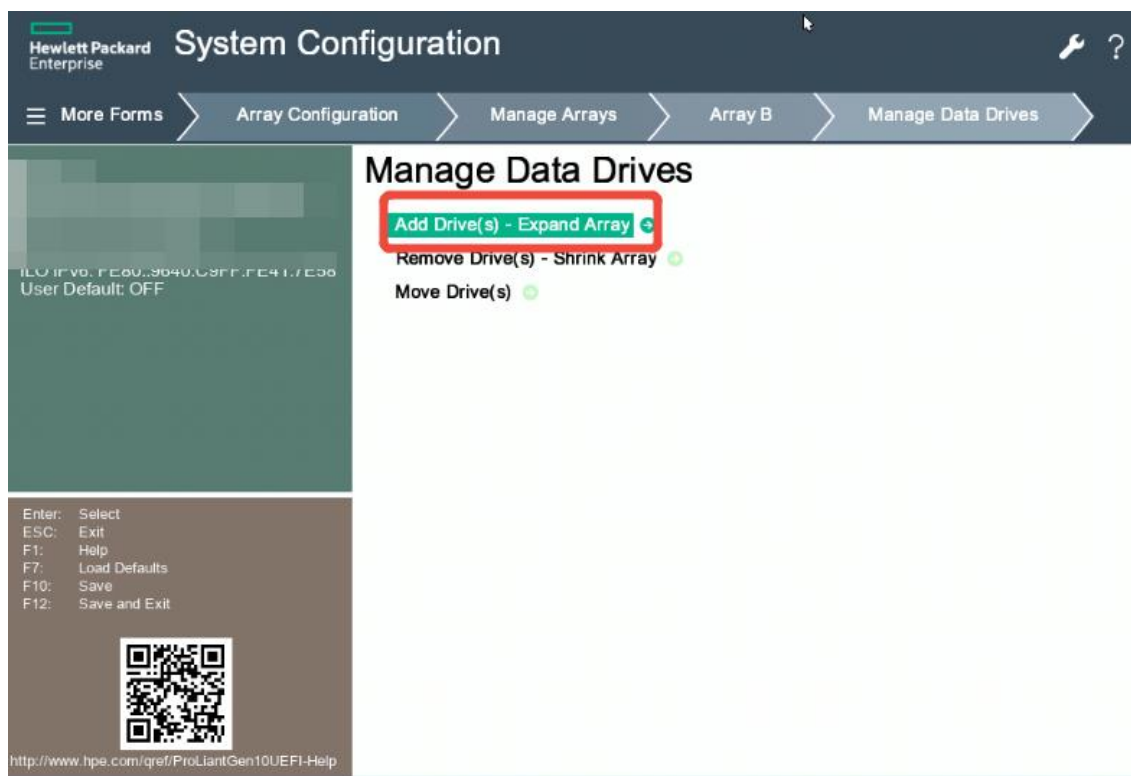 Hewlett Packard
Enterprise
System Configuration
?
More Forms
Array Configuration
Manage Arrays
Array B
Manage Data Drives
Manage Data Drives
Add Drive(s) - Expand Array
Remove Drive(s) - Shrink Array
Move Drive(s)
User Default: OFF
Enter: Select
ESC: Exit
F1: Help
F7: Load Defaults
F10: Save
F12: Save and Exit
http://www.hpe.com/qref/ProLiantGen10UEFI-Help